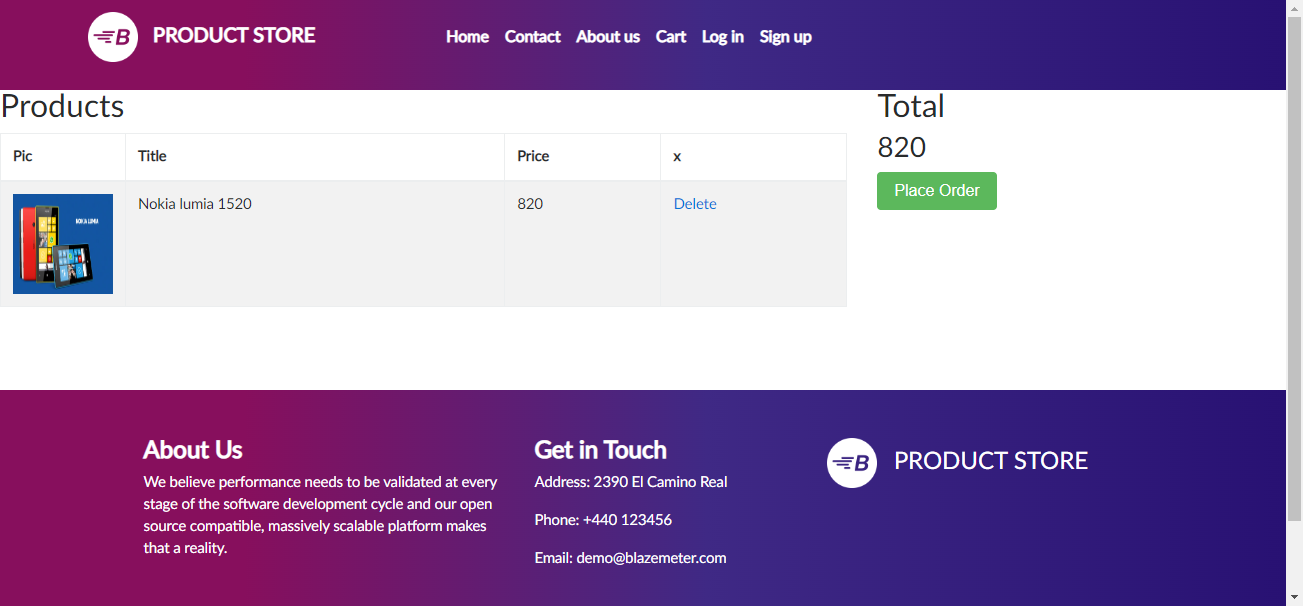 B PRODUCT STORE Home Contact About us Cart Log in Sign up
Products
Pic Title Price x
Nokia lumia 1520 820 Delete
NOKIA LUMIA
Total
820
Place Order
About Us
We believe performance needs to be validated at every
stage of the software development cycle and our open
source compatible, massively scalable platform makes
that a reality.
Get in Touch
Address: 2390 El Camino Real
Phone: +440 123456
Email: demo@blazemeter.com
B PRODUCT STORE